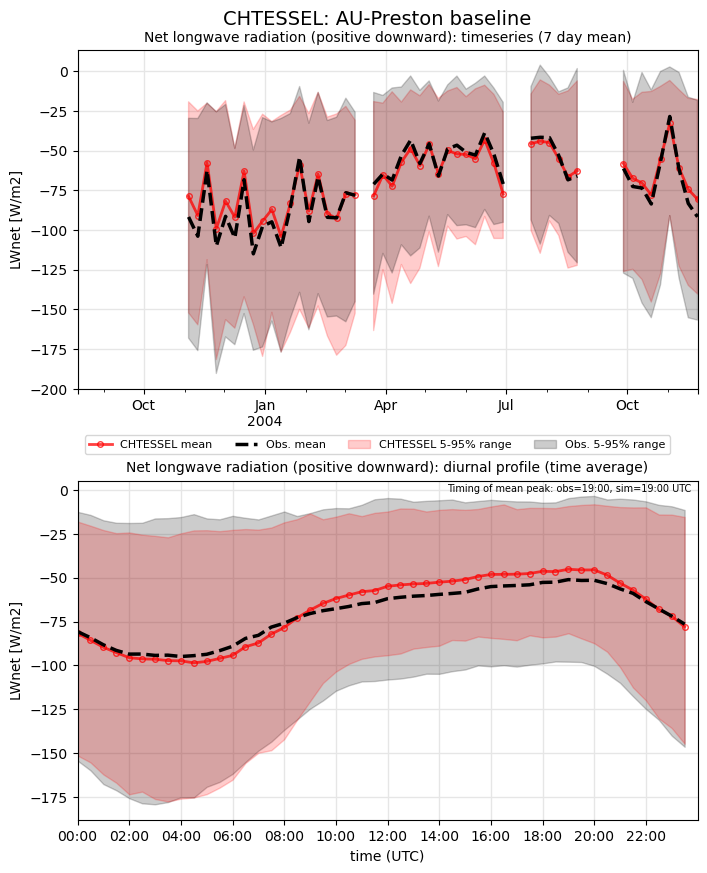 CHTESSEL: AU-Preston baseline
Net longwave radiation (positive downward): timeseries (7 day mean)
0
−25
−50
−75
−100
−125
−150
−175
−200
LWnet [W/m2]
Oct
Jan
2004
Apr
Jul
Oct
CHTESSEL mean
Obs. mean
CHTESSEL 5-95% range
Obs. 5-95% range
Net longwave radiation (positive downward): diurnal profile (time average)
Timing of mean peak: obs=19:00, sim=19:00 UTC
0
−25
−50
−75
−100
−125
−150
−175
LWnet [W/m2]
00:00
02:00
04:00
06:00
08:00
10:00
12:00
14:00
16:00
18:00
20:00
22:00
time (UTC)